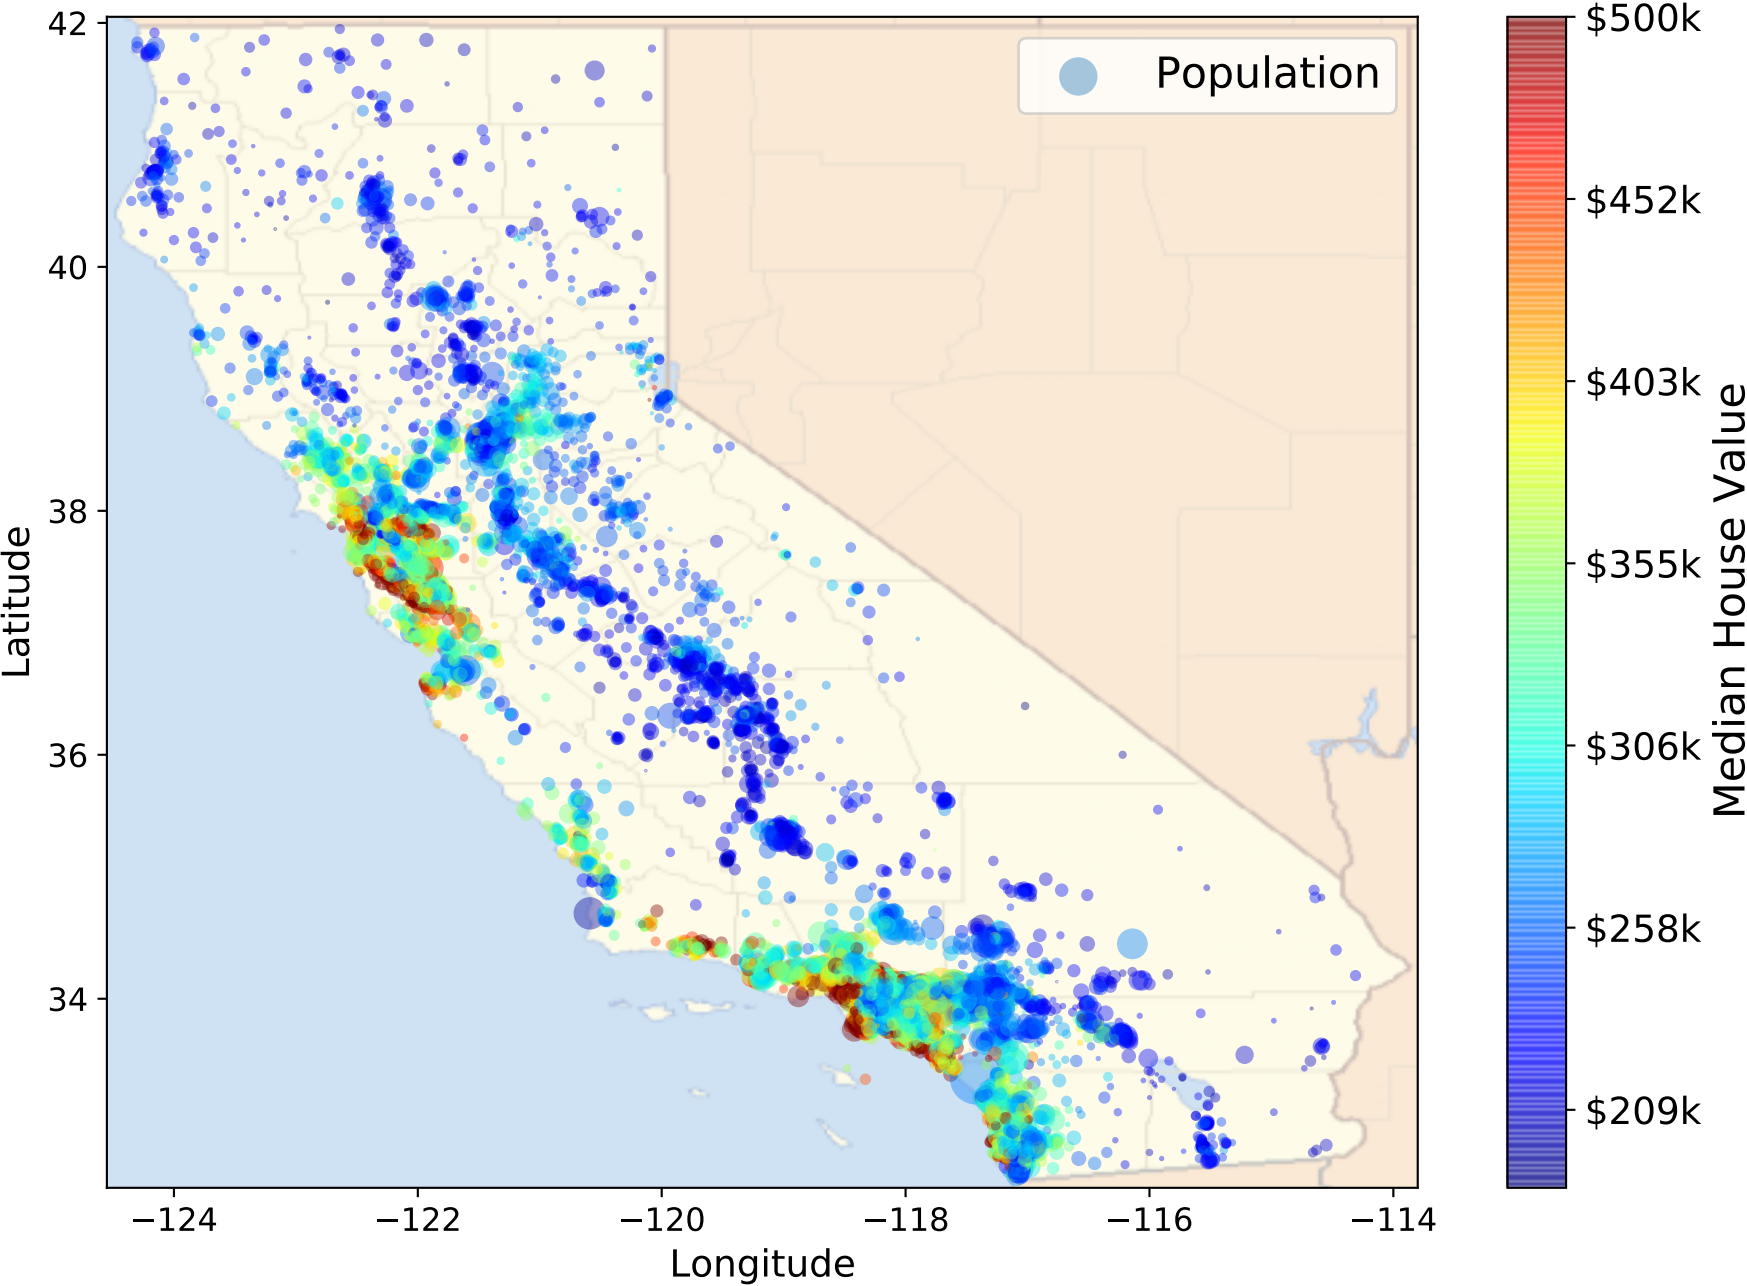 42
40
38
36
34
Latitude
−124
−122
−120
−118
−116
−114
Longitude
Population
$500k
$452k
$403k
$355k
$306k
$258k
$209k
Median House Value